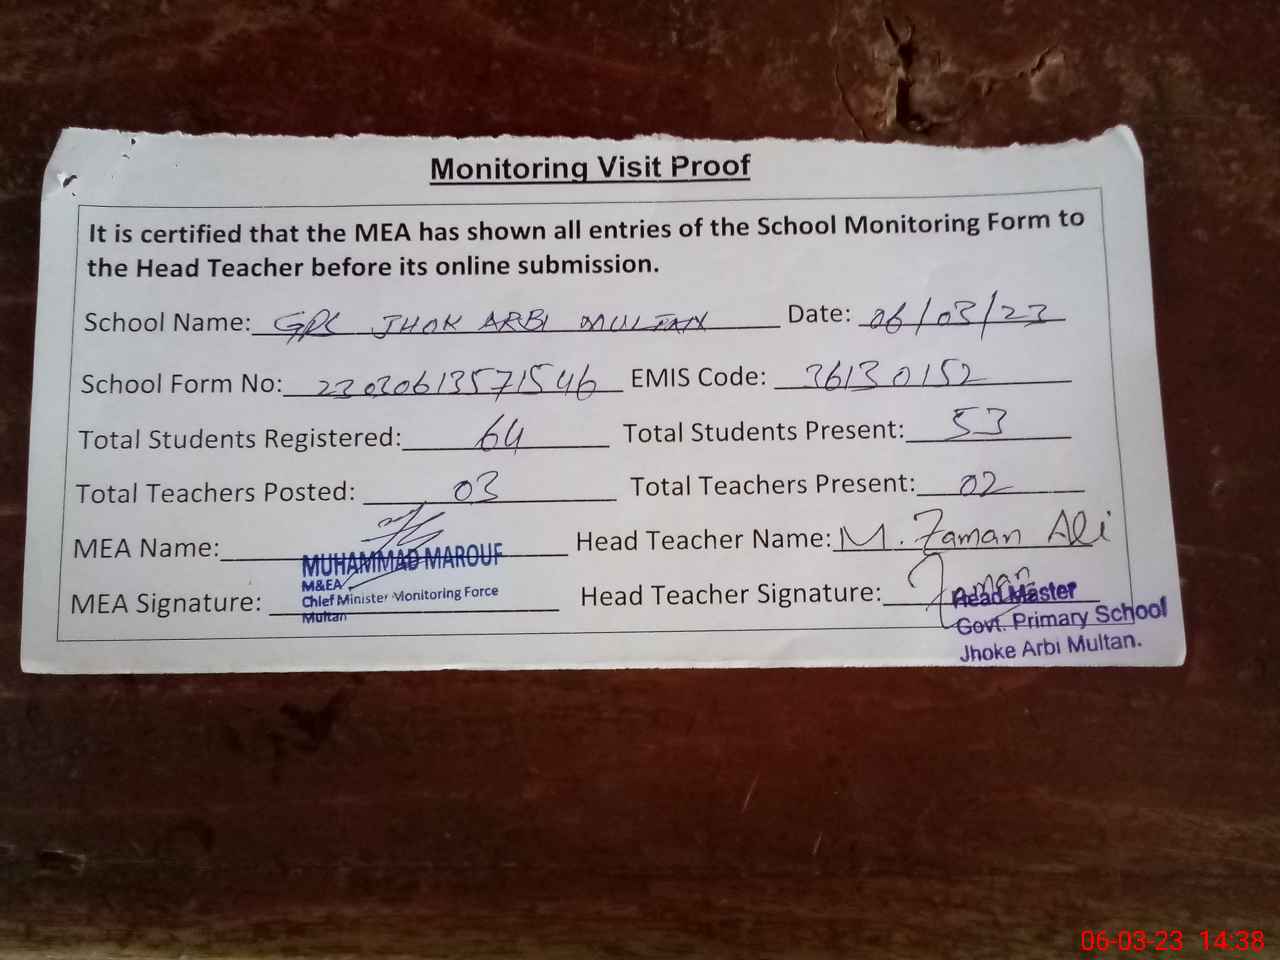 Monitoring Visit Proof
It is certified that the MEA has shown all entries of the School Monitoring Form to
the Head Teacher before its online submission.
School Name: GPS JHOK ARBI MULTAN Date: 06/03/23
School Form No: 23030613571546 EMIS Code: 36130152
Total Students Registered: 64 Total Students Present: 53
Total Teachers Posted: 03 Total Teachers Present: 02
MEA Name: Head Teacher Name: M. Zaman Ali
MUHAMMAD MAROUF
M&EA
Chief Minister Monitoring Force
Multan
MEA Signature: Head Teacher Signature: Zaman
Head Master
Govt. Primary School
Jhoke Arbi Multan.
06-03-23 14:38